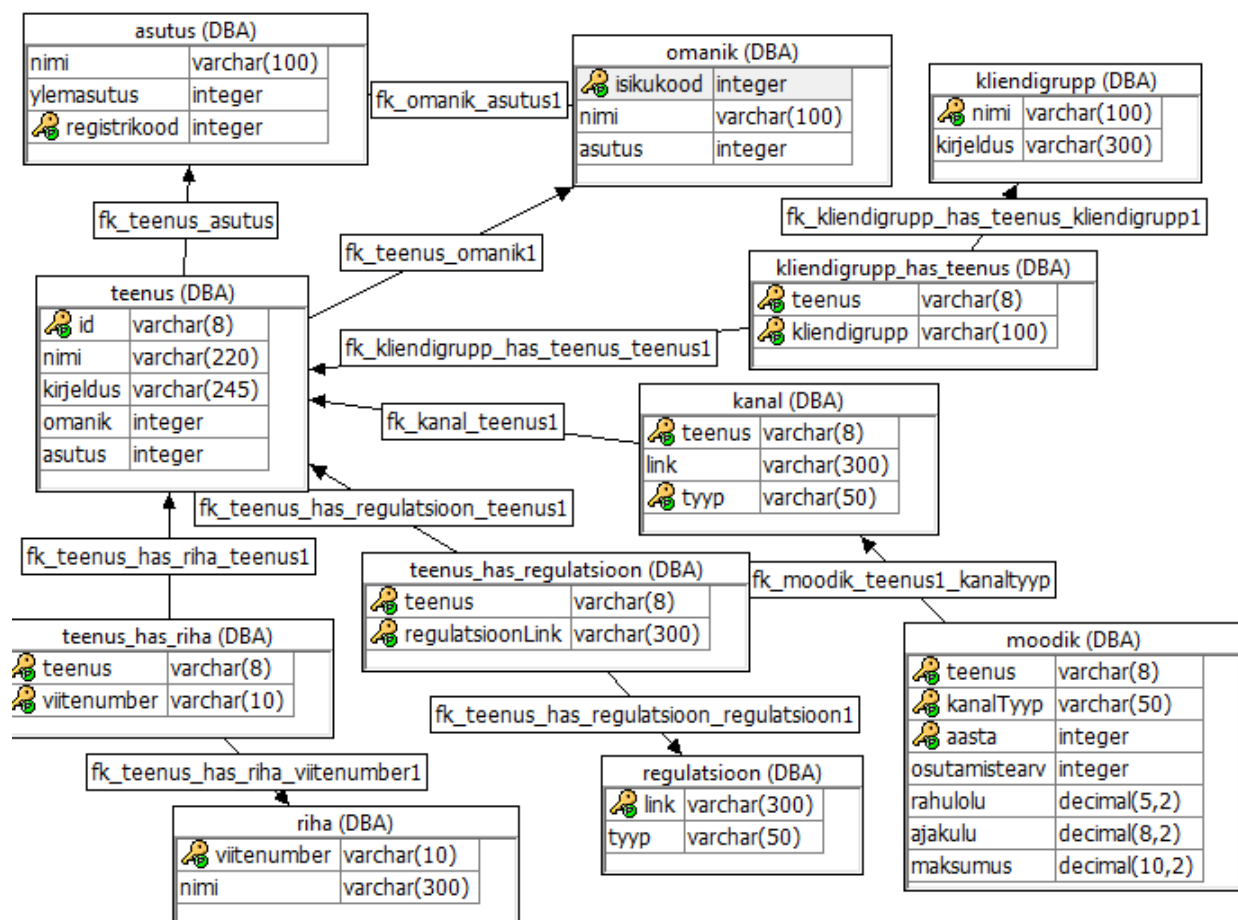 asutus (DBA)
nimi varchar(100)
ylemasutus integer
registrikood integer
fk_omanik_asutus1
omanik (DBA)
isikukood integer
nimi varchar(100)
asutus integer
kliendigrupp (DBA)
nimi varchar(100)
kirjeldus varchar(300)
fk_teenus_asutus
fk_teenus_omanik1
fk_kliendigrupp_has_teenus_kliendigrupp1
kliendigrupp_has_teenus (DBA)
teenus varchar(8)
kliendigrupp varchar(100)
teenus (DBA)
id varchar(8)
nimi varchar(220)
kirjeldus varchar(245)
omanik integer
asutus integer
fk_kliendigrupp_has_teenus_teenus1
fk_kanal_teenus1
kanal (DBA)
teenus varchar(8)
link varchar(300)
tyyp varchar(50)
fk_teenus_has_regulatsioon_teenus1
fk_teenus_has_riha_teenus1
teenus_has_regulatsioon (DBA)
teenus varchar(8)
regulatsioonLink varchar(300)
fk_moodik_teenus1_kanaltyyp
teenus_has_riha (DBA)
teenus varchar(8)
viitenumber varchar(10)
moodik (DBA)
teenus varchar(8)
kanalTyyp varchar(50)
aasta integer
osutamistearv integer
rahulolu decimal(5,2)
ajakulu decimal(8,2)
maksumus decimal(10,2)
fk_teenus_has_regulatsioon_regulatsioon1
fk_teenus_has_riha_viitenumber1
regulatsioon (DBA)
link varchar(300)
tyyp varchar(50)
riha (DBA)
viitenumber varchar(10)
nimi varchar(300)